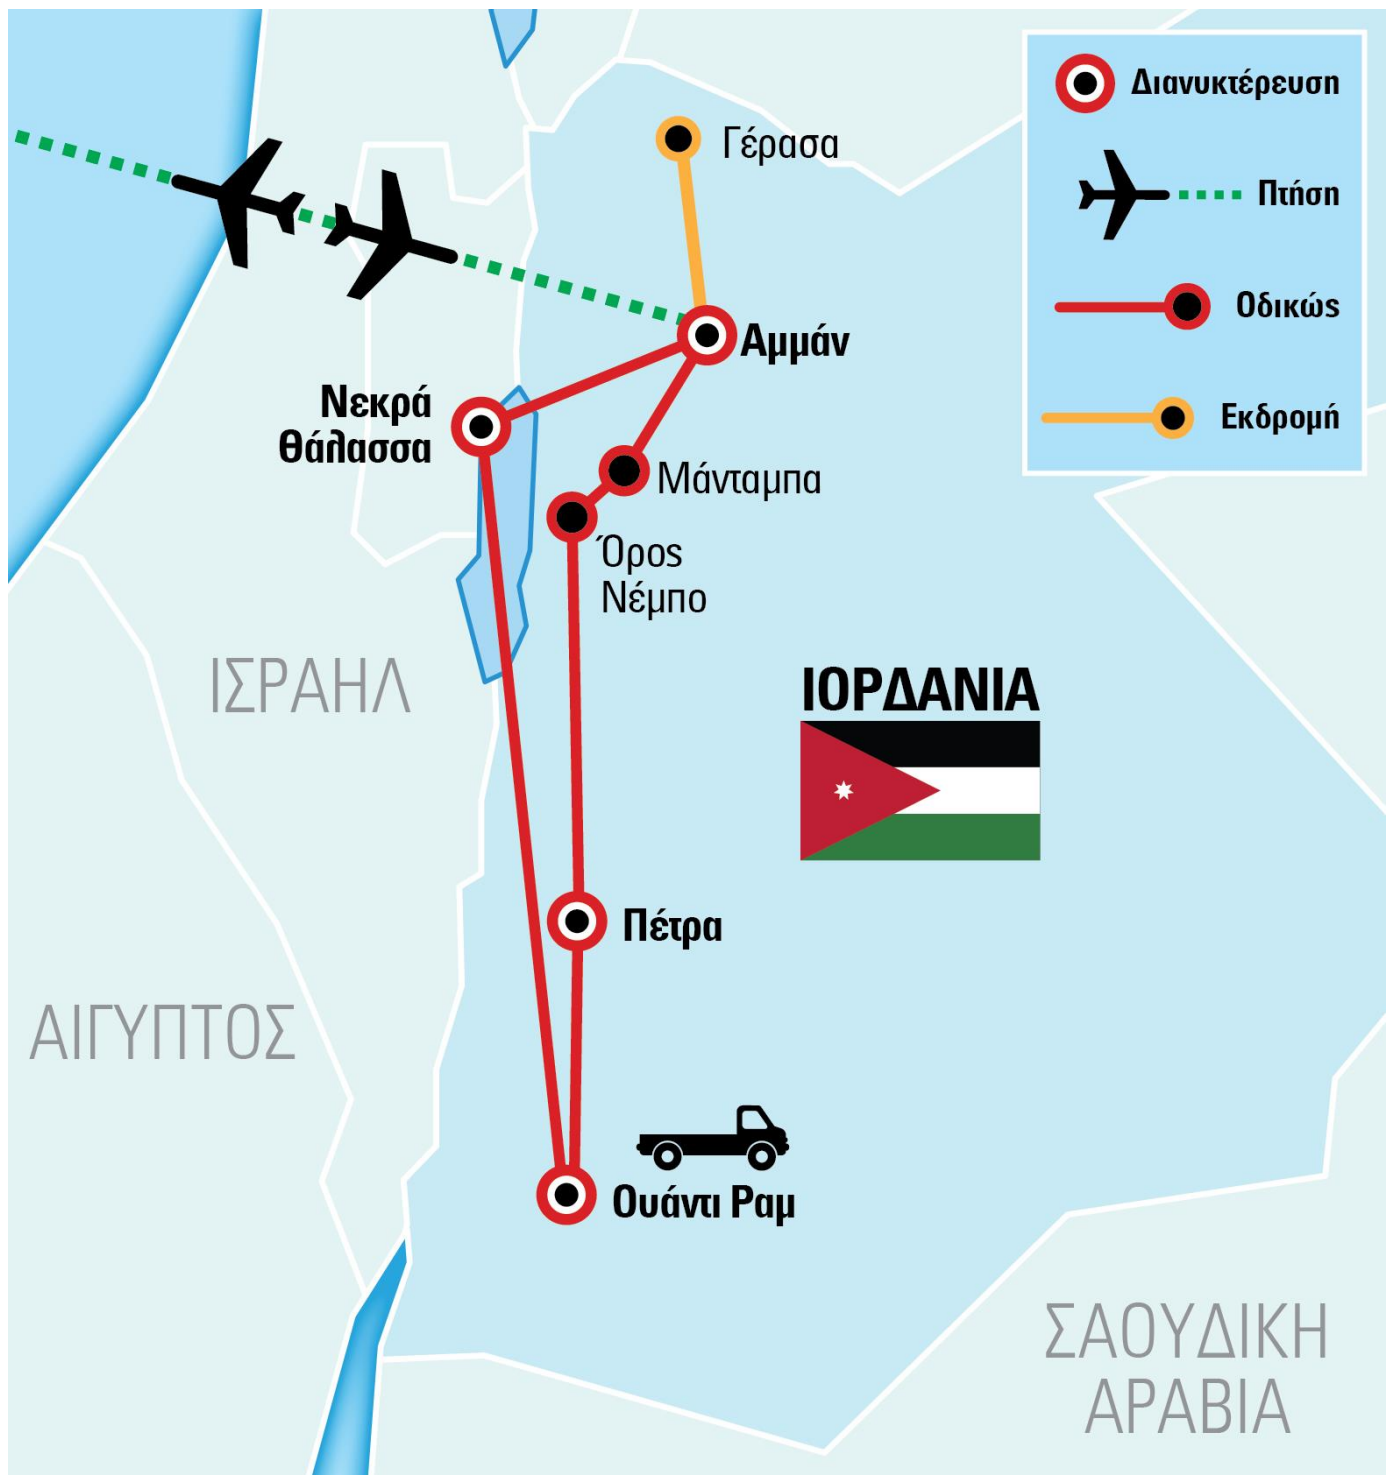 Διανυκτέρευση
Πτήση
Οδικώς
Εκδρομή
Γέρασα
Αμμάν
Νεκρά
Θάλασσα
Μάνταμπα
Όρος
Νέμπο
ΙΣΡΑΗΛ
ΙΟΡΔΑΝΙΑ
Πέτρα
ΑΙΓΥΠΤΟΣ
Ουάντι Ραμ
ΣΑΟΥΔΙΚΗ
ΑΡΑΒΙΑ